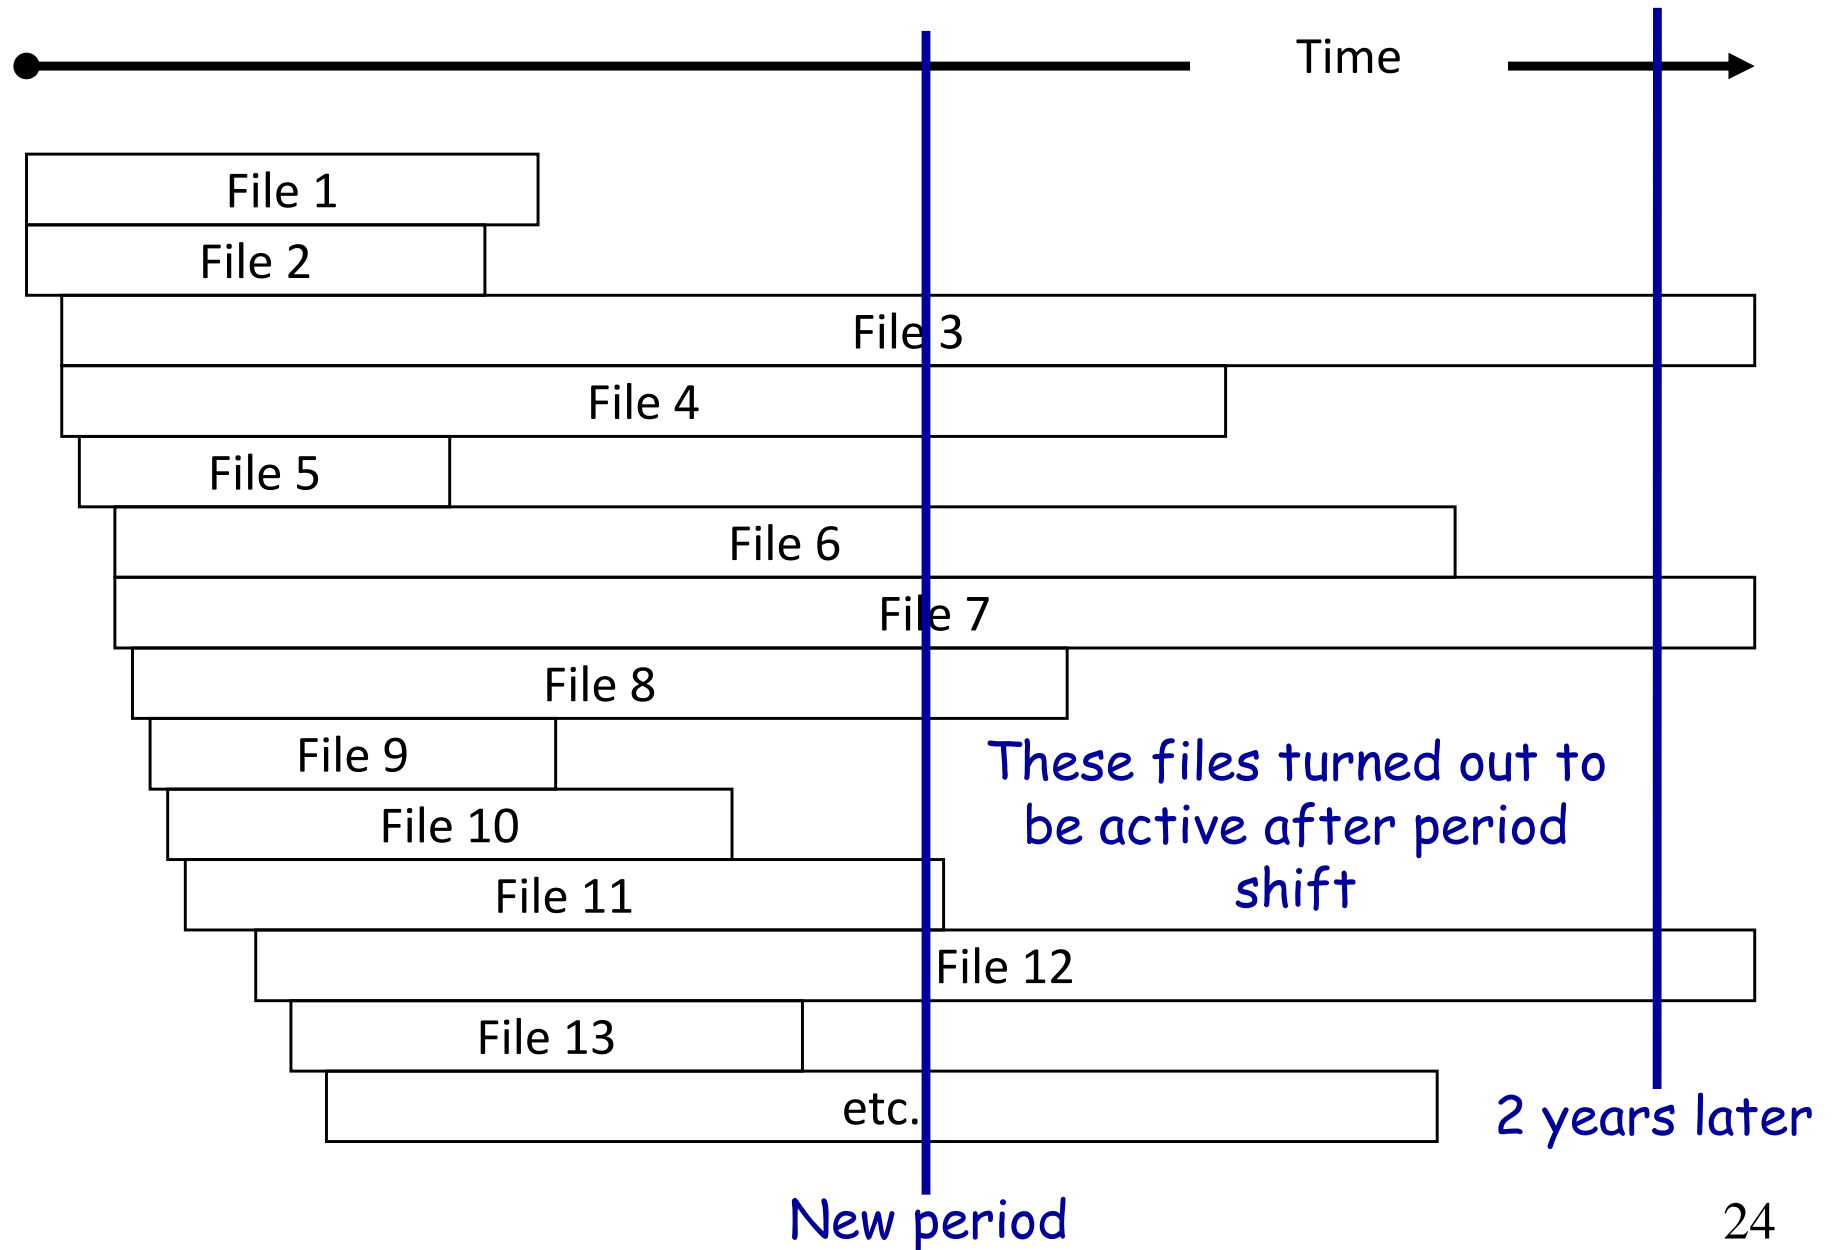 Time
File 1
File 2
File 3
File 4
File 5
File 6
File 7
File 8
File 9
File 10
File 11
File 12
File 13
etc.
These files turned out to
be active after period
shift
2 years later
New period
24